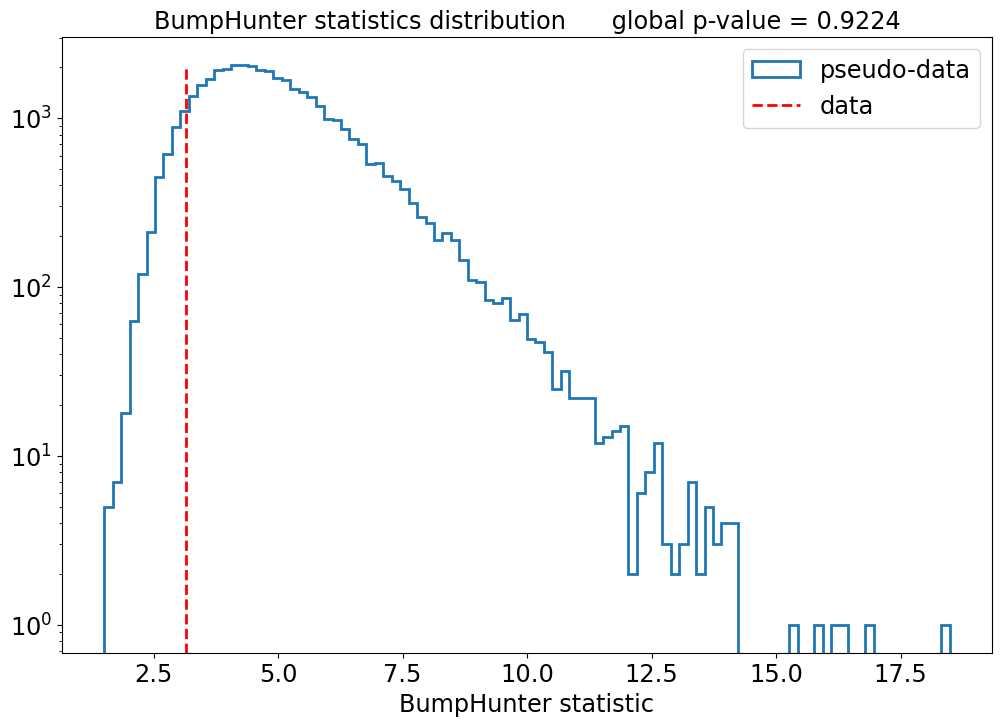 BumpHunter statistics distribution global p-value = 0.9224
pseudo-data
data
10³
10²
10¹
10⁰
2.5 5.0 7.5 10.0 12.5 15.0 17.5
BumpHunter statistic